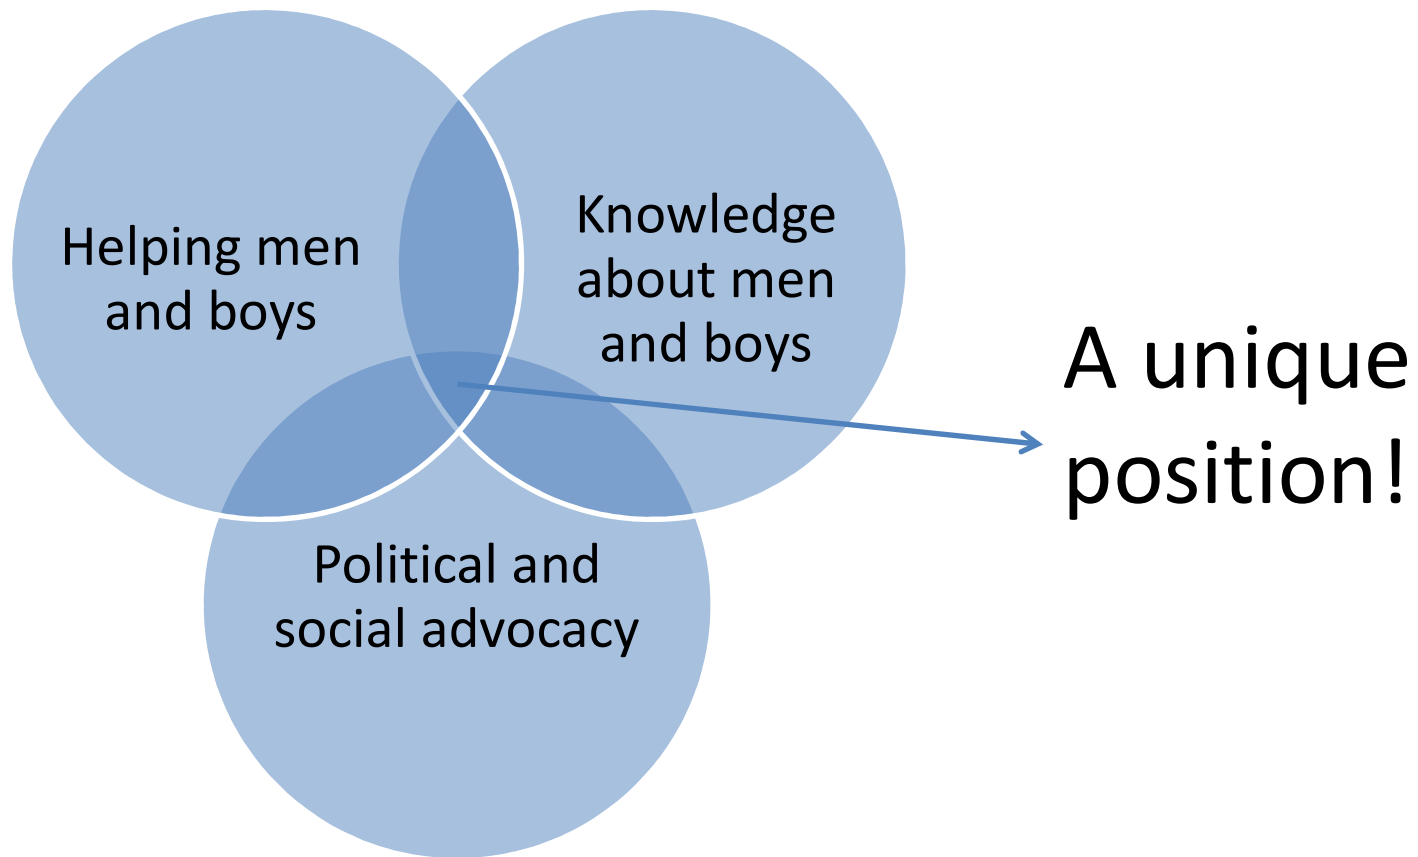 Helping men
and boys
Knowledge
about men
and boys
Political and
social advocacy
A unique
position!